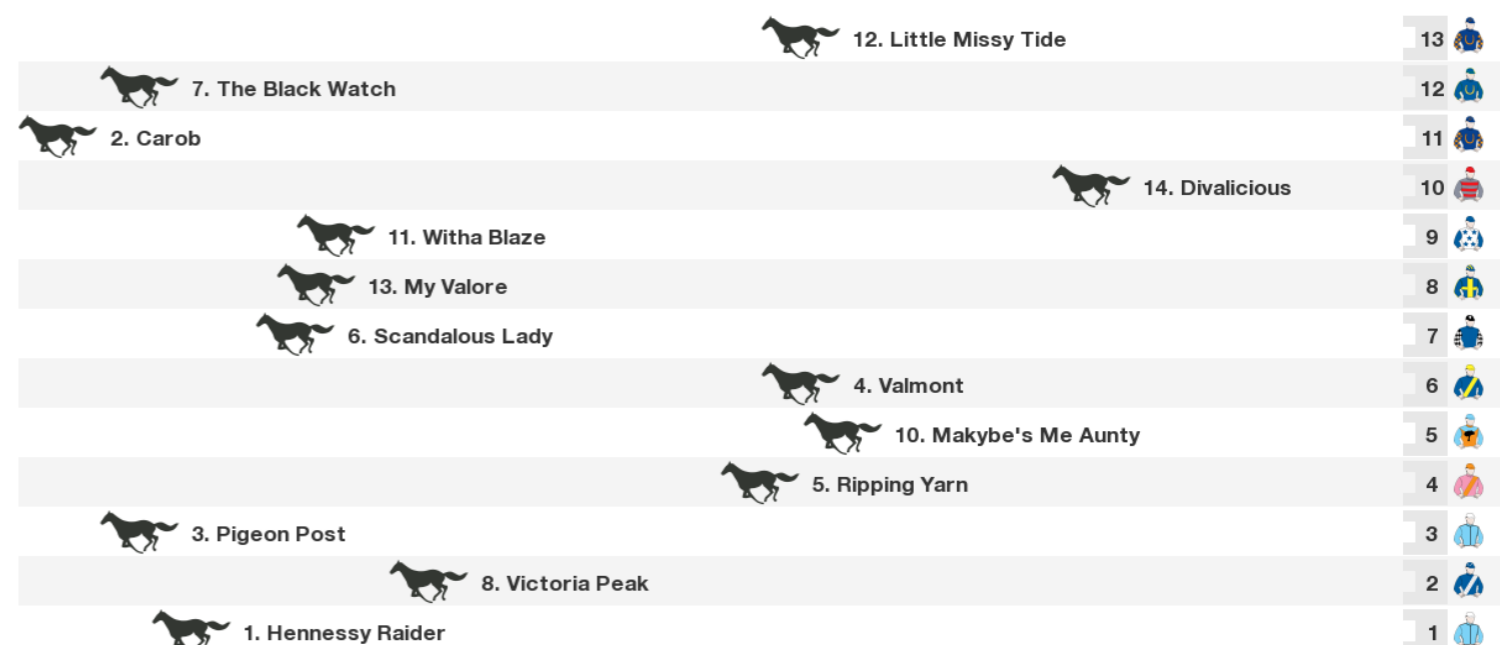 12. Little Missy Tide 13
7. The Black Watch 12
2. Carob 11
14. Divalicious 10
11. Witha Blaze 9
13. My Valore 8
6. Scandalous Lady 7
4. Valmont 6
10. Makybe's Me Aunty 5
5. Ripping Yarn 4
3. Pigeon Post 3
8. Victoria Peak 2
1. Hennessy Raider 1